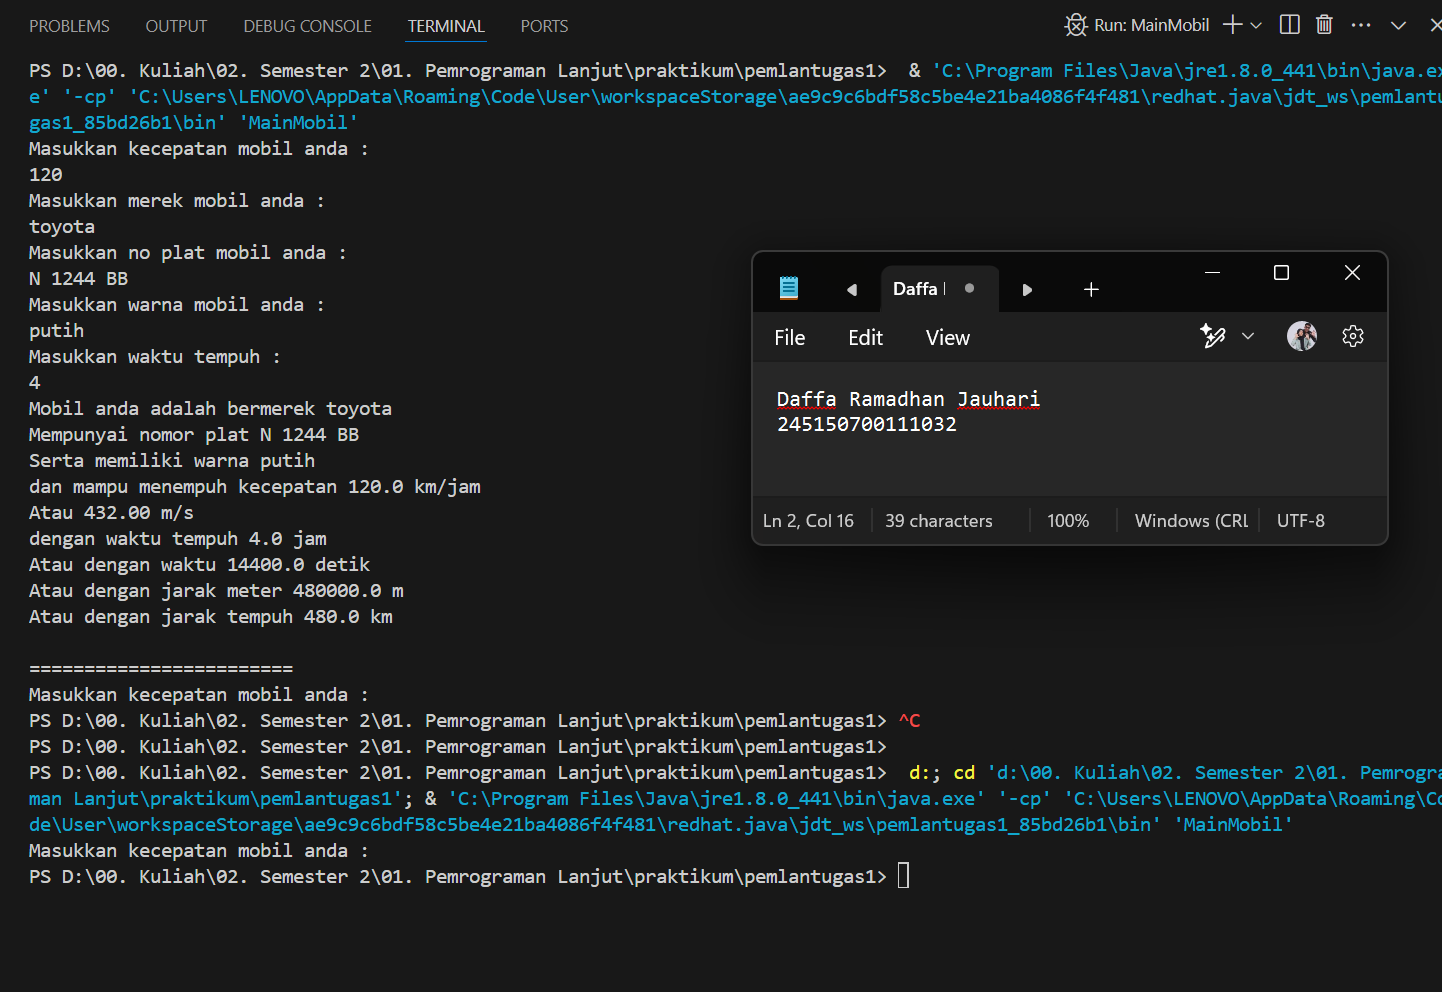 PROBLEMS OUTPUT DEBUG CONSOLE TERMINAL PORTS Run: MainMobil
PS D:\00. Kuliah\02. Semester 2\01. Pemrograman Lanjut\praktikum\pemlantugas1>  & 'C:\Program Files\Java\jre1.8.0_441\bin\java.ex
e' '-cp' 'C:\Users\LENOVO\AppData\Roaming\Code\User\workspaceStorage\ae9c9c6bdf58c5be4e21ba4086f4f481\redhat.java\jdt_ws\pemlantu
gas1_85bd26b1\bin' 'MainMobil'
Masukkan kecepatan mobil anda :
120
Masukkan merek mobil anda :
toyota
Masukkan no plat mobil anda :
N 1244 BB
Masukkan warna mobil anda :
putih
Masukkan waktu tempuh :
4
Mobil anda adalah bermerek toyota
Mempunyai nomor plat N 1244 BB
Serta memiliki warna putih
dan mampu menempuh kecepatan 120.0 km/jam
Atau 432.00 m/s
dengan waktu tempuh 4.0 jam
Atau dengan waktu 14400.0 detik
Atau dengan jarak meter 480000.0 m
Atau dengan jarak tempuh 480.0 km
========================
Masukkan kecepatan mobil anda :
PS D:\00. Kuliah\02. Semester 2\01. Pemrograman Lanjut\praktikum\pemlantugas1> ^C
PS D:\00. Kuliah\02. Semester 2\01. Pemrograman Lanjut\praktikum\pemlantugas1>
PS D:\00. Kuliah\02. Semester 2\01. Pemrograman Lanjut\praktikum\pemlantugas1>  d:; cd 'd:\00. Kuliah\02. Semester 2\01. Pemrogra
man Lanjut\praktikum\pemlantugas1'; & 'C:\Program Files\Java\jre1.8.0_441\bin\java.exe' '-cp' 'C:\Users\LENOVO\AppData\Roaming\Co
de\User\workspaceStorage\ae9c9c6bdf58c5be4e21ba4086f4f481\redhat.java\jdt_ws\pemlantugas1_85bd26b1\bin' 'MainMobil'
Masukkan kecepatan mobil anda :
PS D:\00. Kuliah\02. Semester 2\01. Pemrograman Lanjut\praktikum\pemlantugas1>
Daffa
File Edit View
Daffa Ramadhan Jauhari
245150700111032
Ln 2, Col 16 39 characters 100% Windows (CRL UTF-8